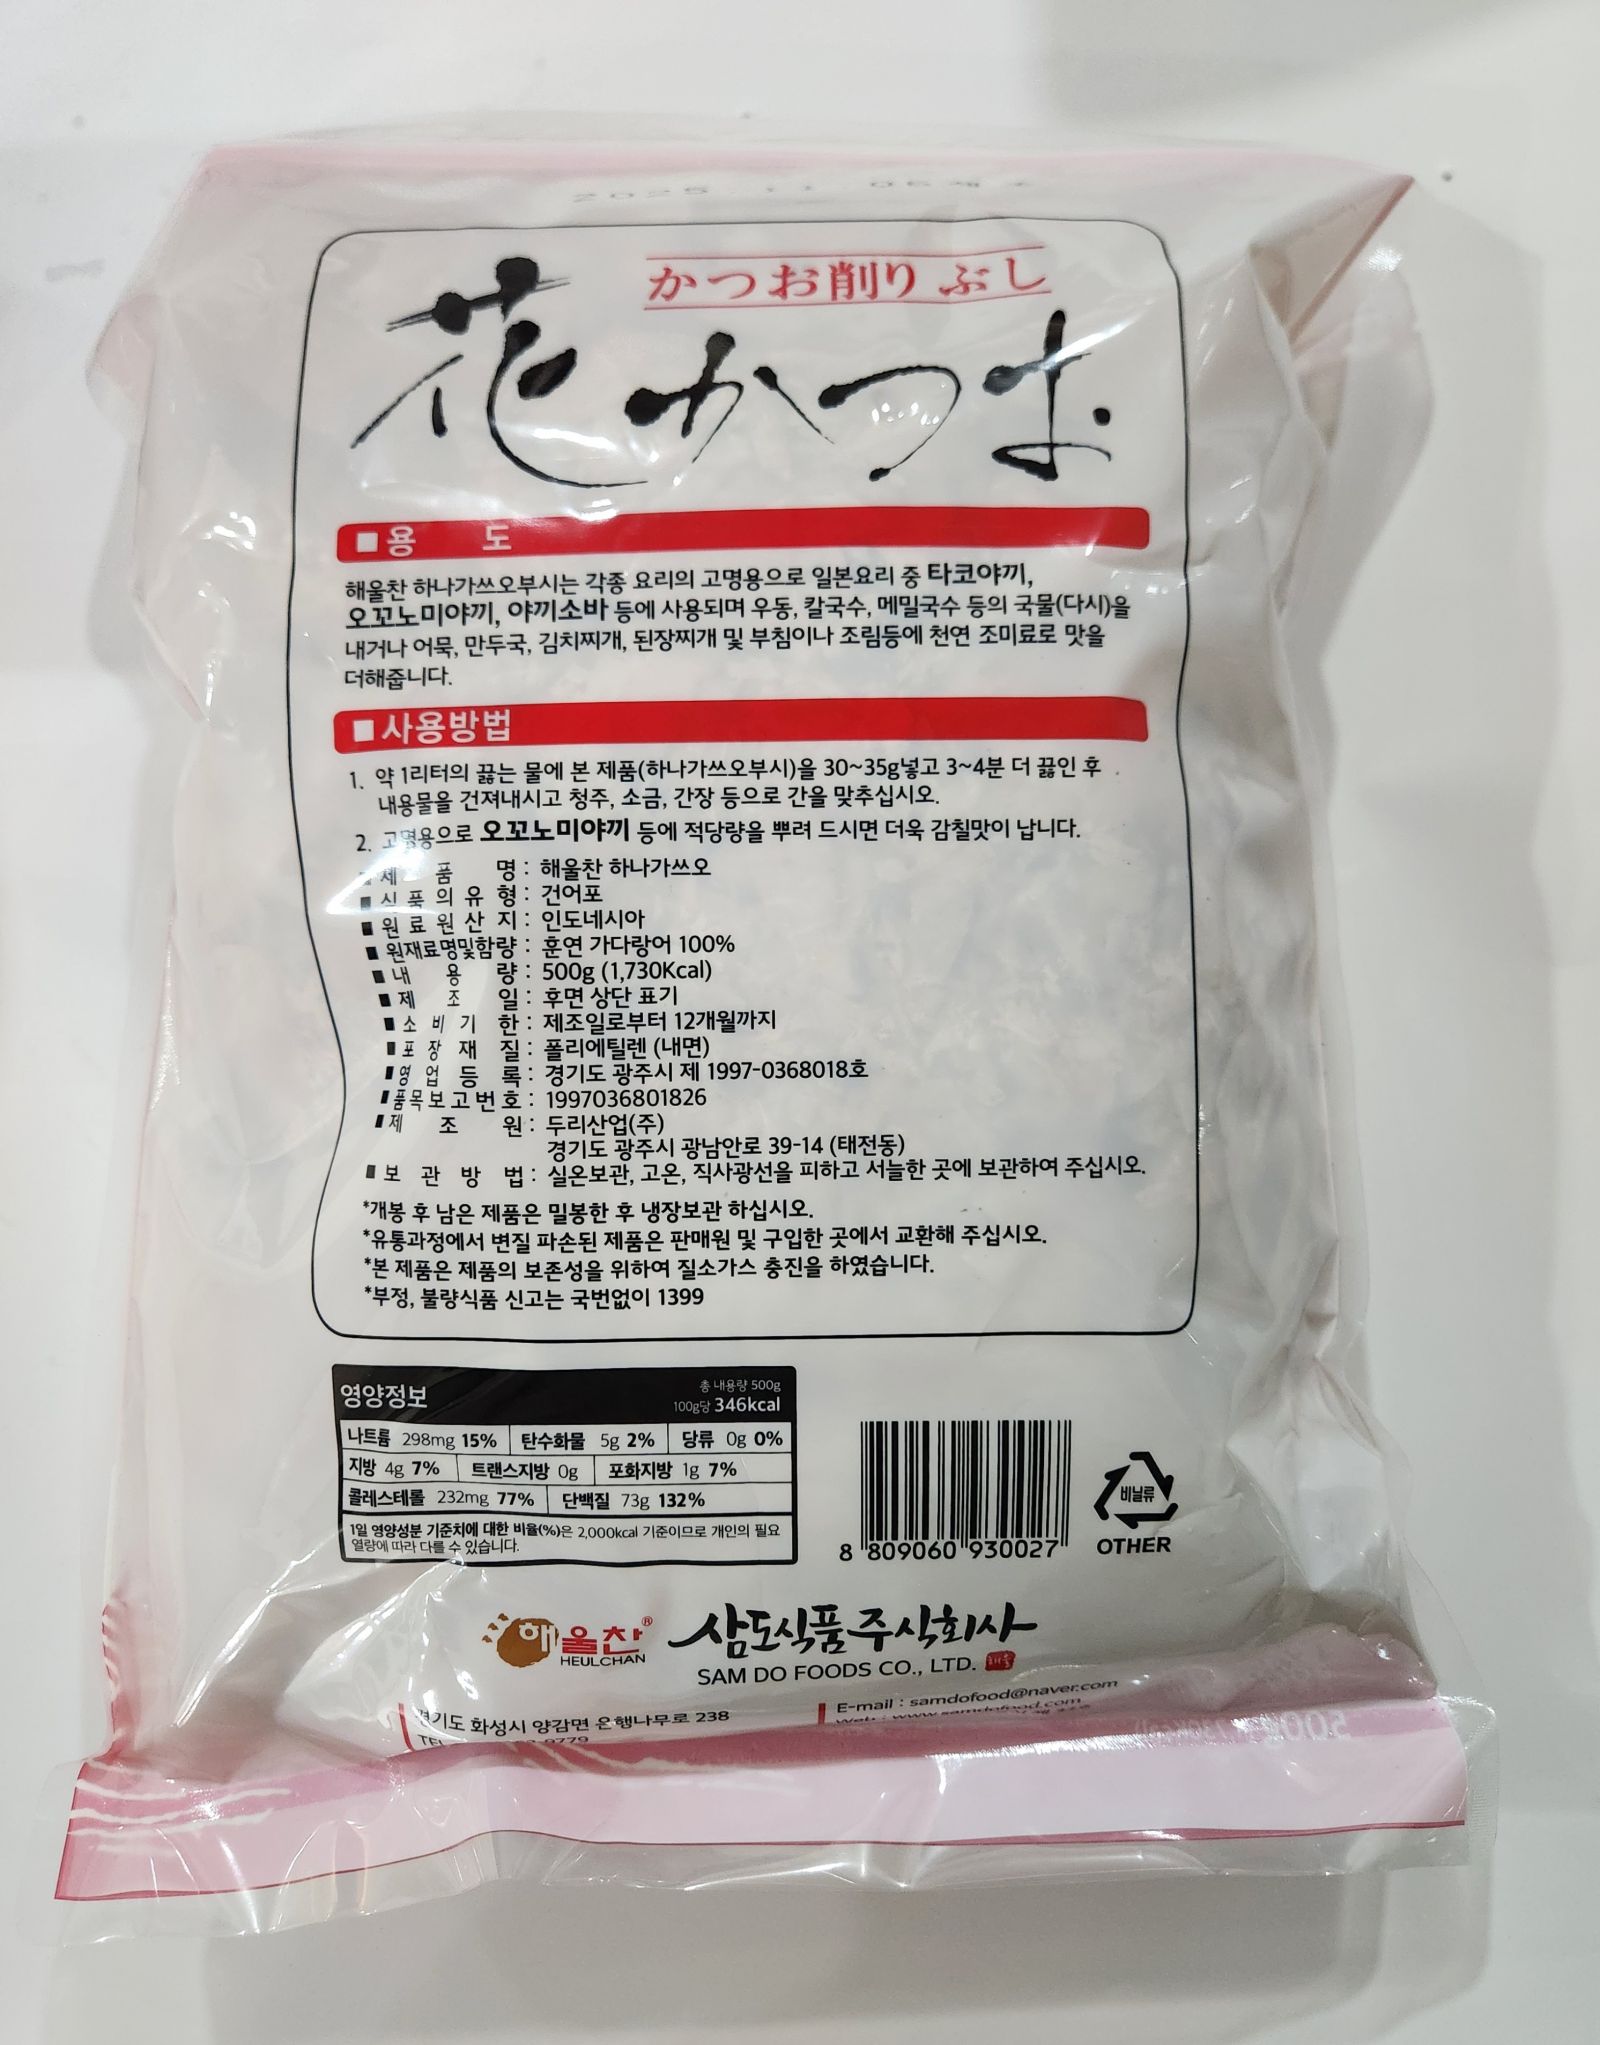 かつお削りぶし
花かつお
■용 도
해울찬 하나가쓰오부시는 각종 요리의 고명용으로 일본요리 중 타코야끼,
오꼬노미야끼, 야끼소바 등에 사용되며 우동, 칼국수, 메밀국수 등의 국물(다시)을
내거나 어묵, 만두국, 김치찌개, 된장찌개 및 부침이나 조림등에 천연 조미료로 맛을
더해줍니다.
■사용방법
1. 약 1리터의 끓는 물에 본 제품(하나가쓰오부시)을 30~35g넣고 3~4분 더 끓인 후
내용물을 건져내시고 청주, 소금, 간장 등으로 간을 맞추십시오.
2. 고명용으로 오꼬노미야끼 등에 적당량을 뿌려 드시면 더욱 감칠맛이 납니다.
■제 품 명 : 해울찬 하나가쓰오
■식품의유형 : 건어포
■원료원산지 : 인도네시아
■원재료명및함량 : 훈연 가다랑어 100%
■내 용 량 : 500g (1,730Kcal)
■제 조 일 : 후면 상단 표기
■소비기한 : 제조일로부터 12개월까지
■포장재질 : 폴리에틸렌 (내면)
■영업등록 : 경기도 광주시 제 1997-0368018호
■품목보고번호 : 1997036801826
■제 조 원 : 두리산업(주)
경기도 광주시 광남안로 39-14 (태전동)
■보관방법 : 실온보관, 고온, 직사광선을 피하고 서늘한 곳에 보관하여 주십시오.
*개봉 후 남은 제품은 밀봉한 후 냉장보관 하십시오.
*유통과정에서 변질 파손된 제품은 판매원 및 구입한 곳에서 교환해 주십시오.
*본 제품은 제품의 보존성을 위하여 질소가스 충진을 하였습니다.
*부정, 불량식품 신고는 국번없이 1399
영양정보
총 내용량 500g
100g당 346kcal
나트륨 298mg 15% 탄수화물 5g 2% 당류 0g 0%
지방 4g 7% 트랜스지방 0g 포화지방 1g 7%
콜레스테롤 232mg 77% 단백질 73g 132%
1일 영양성분 기준치에 대한 비율(%)은 2,000kcal 기준이므로 개인의 필요
열량에 따라 다를 수 있습니다.
8 809060 930027
비닐류
OTHER
해울찬®
HEULCHAN
삼도식품주식회사
SAM DO FOODS CO., LTD.
경기도 화성시 양감면 은행나무로 238
E-mail : samdofood@naver.com